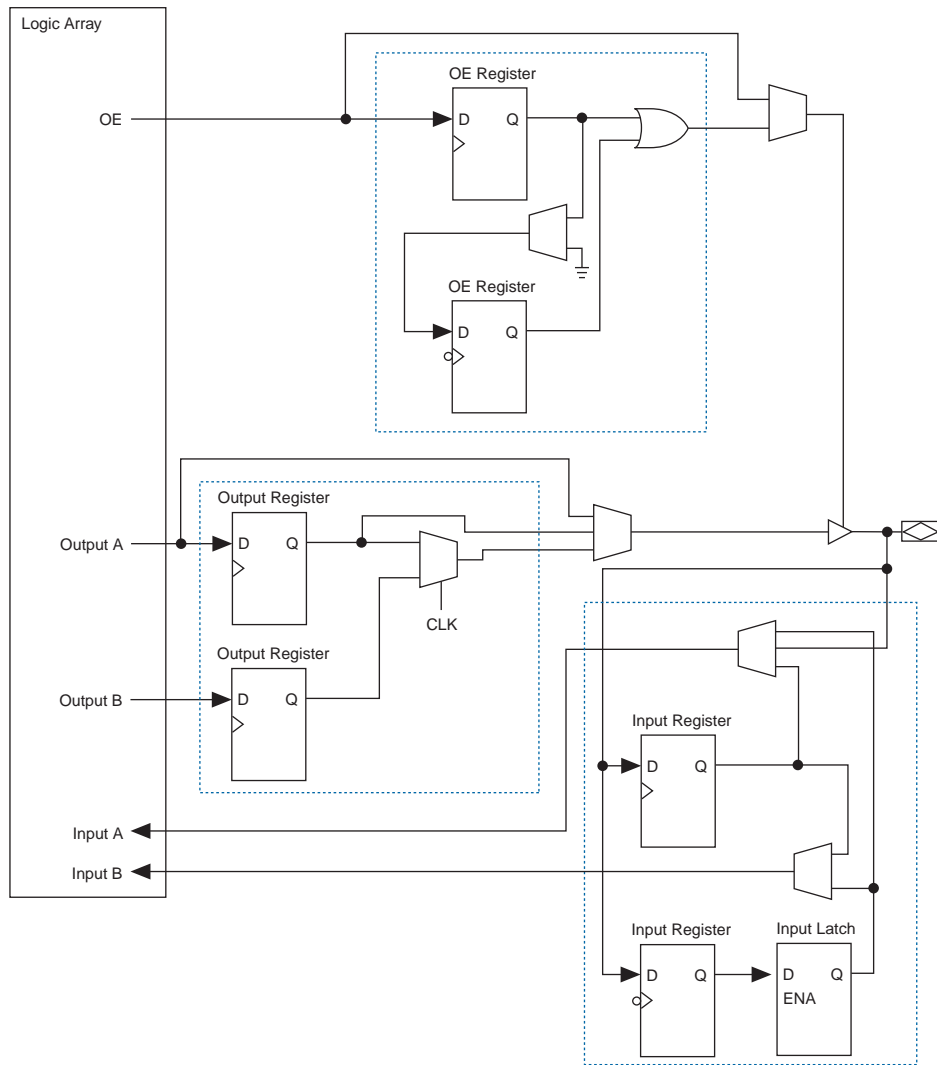 Logic Array
OE Register
OE
D Q
OE Register
D Q
Output Register
Output A
D Q
CLK
Output Register
Output B
D Q
Input Register
D Q
Input A
Input B
Input Register
Input Latch
D Q
D Q
ENA